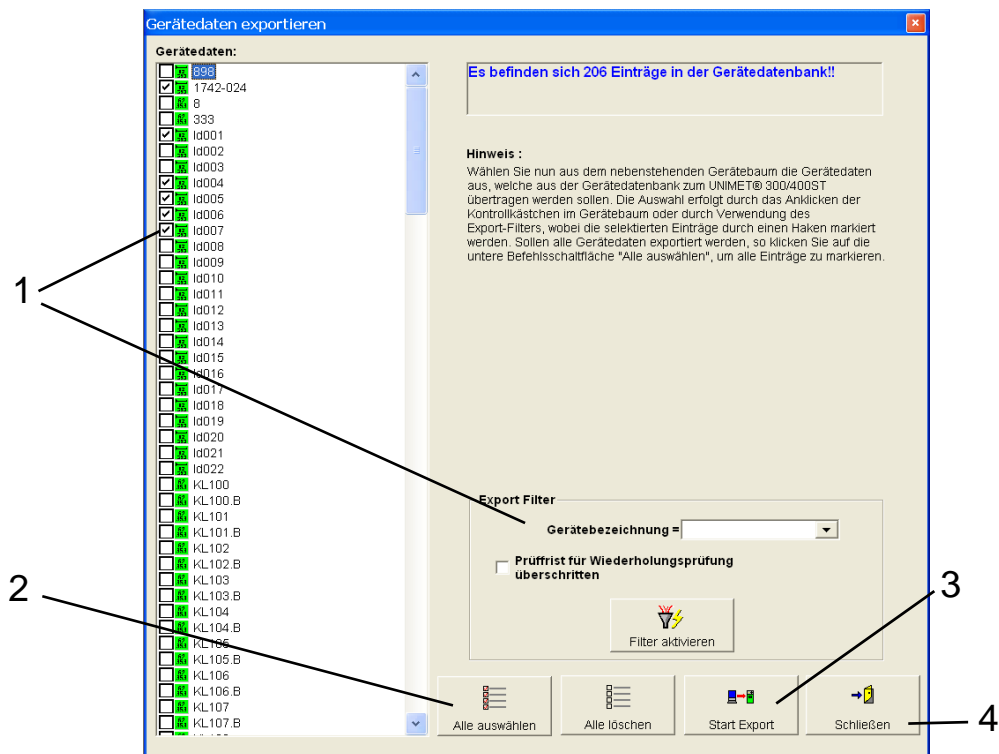 Gerätedaten exportieren
Gerätedaten:
898
1742-024
8
333
Id001
Id002
Id003
Id004
Id005
Id006
Id007
Id008
Id009
Id010
Id011
Id012
Id013
Id014
Id015
Id016
Id017
Id018
Id019
Id020
Id021
Id022
KL100
KL100.B
KL101
KL101.B
KL102
KL102.B
KL103
KL103.B
KL104
KL104.B
KL105
KL105.B
KL106
KL106.B
KL107
KL107.B
Es befinden sich 206 Einträge in der Gerätedatenbank!!
Hinweis :
Wählen Sie nun aus dem nebenstehenden Gerätebaum die Gerätedaten
aus, welche aus der Gerätedatenbank zum UNIMET® 300/400ST
übertragen werden sollen. Die Auswahl erfolgt durch das Anklicken der
Kontrollkästchen im Gerätebaum oder durch Verwendung des
Export-Filters, wobei die selektierten Einträge durch einen Haken markiert
werden. Sollen alle Gerätedaten exportiert werden, so klicken Sie auf die
untere Befehlsschaltfläche "Alle auswählen", um alle Einträge zu markieren.
Export Filter
Gerätebezeichnung =
Prüffrist für Wiederholungsprüfung
überschritten
Filter aktivieren
Alle auswählen
Alle löschen
Start Export
Schließen
1
2
3
4